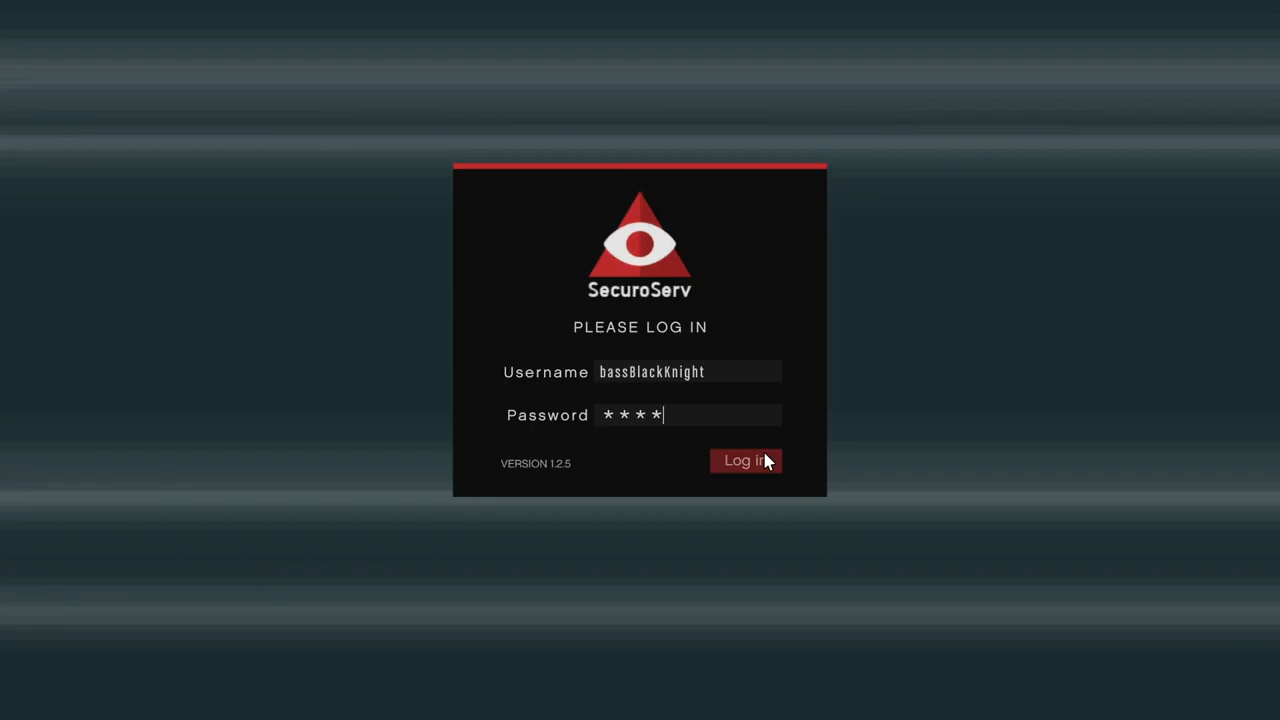 SecuroServ
PLEASE LOG IN
Username bassBlackKnight
Password ****
VERSION 1.2.5 Log in